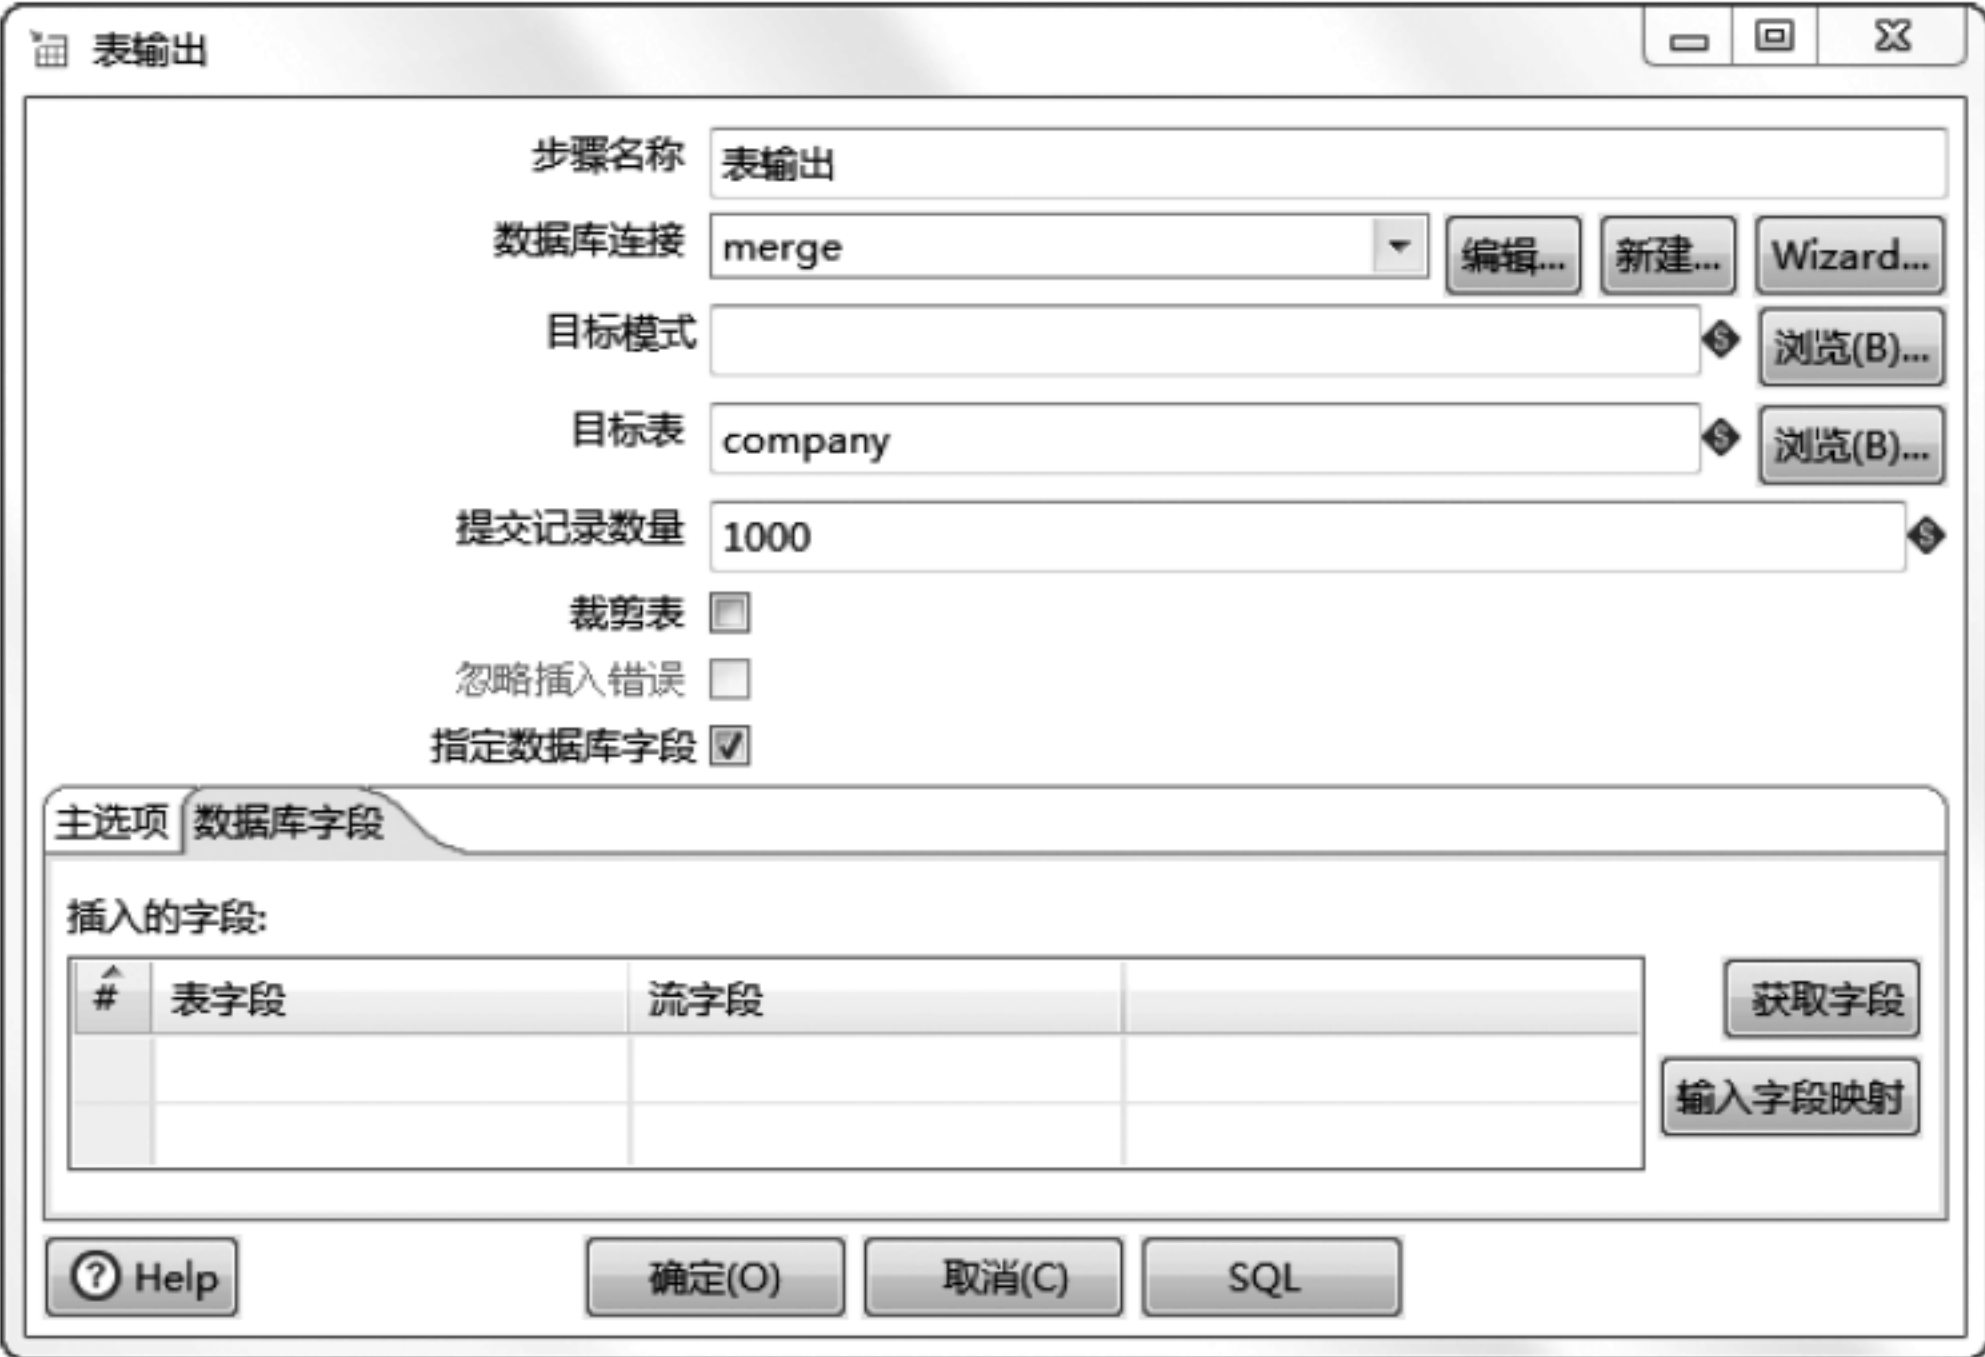 表输出
步骤名称 表输出
数据库连接 merge 编辑... 新建... Wizard...
目标模式 浏览(B)...
目标表 company 浏览(B)...
提交记录数量 1000
裁剪表
忽略插入错误
指定数据库字段
主选项 数据库字段
插入的字段:
# 表字段 流字段
获取字段
输入字段映射
Help 确定(O) 取消(C) SQL